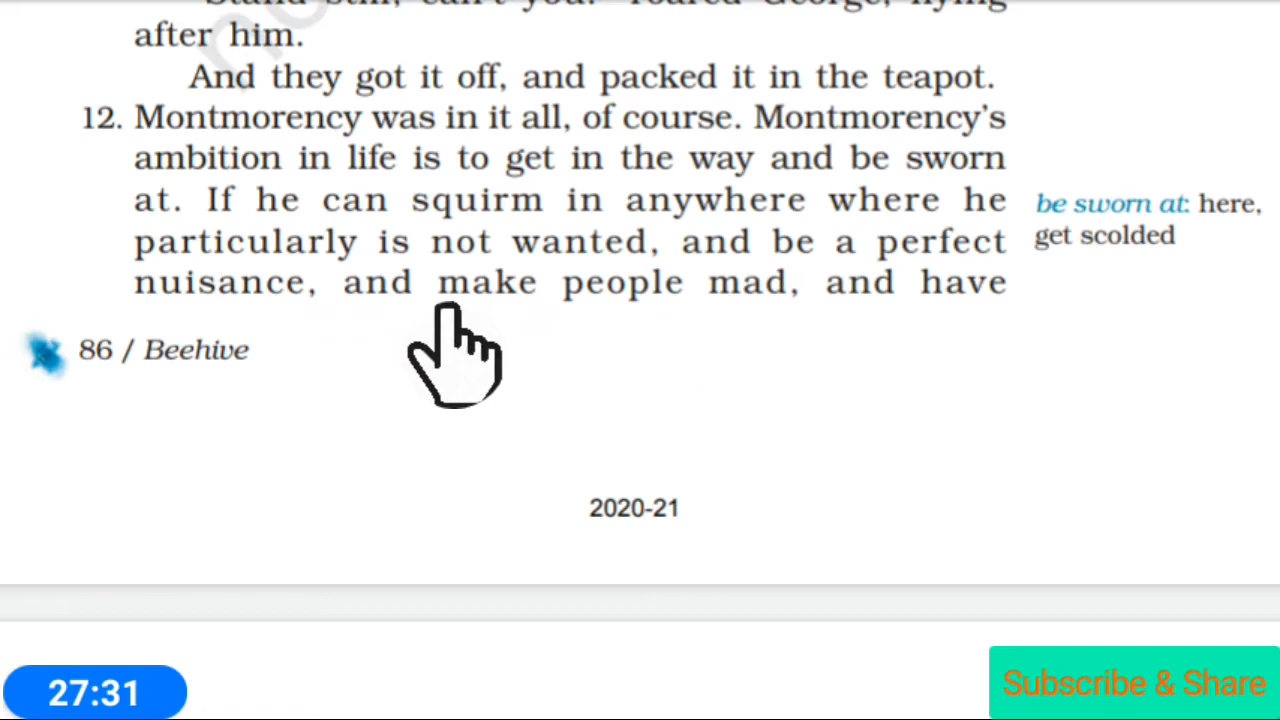 after him.
And they got it off, and packed it in the teapot.
12. Montmorency was in it all, of course. Montmorency's
ambition in life is to get in the way and be sworn
at. If he can squirm in anywhere where he
particularly is not wanted, and be a perfect
nuisance, and make people mad, and have
be sworn at: here,
get scolded
86 / Beehive
2020-21
27:31
Subscribe & Share